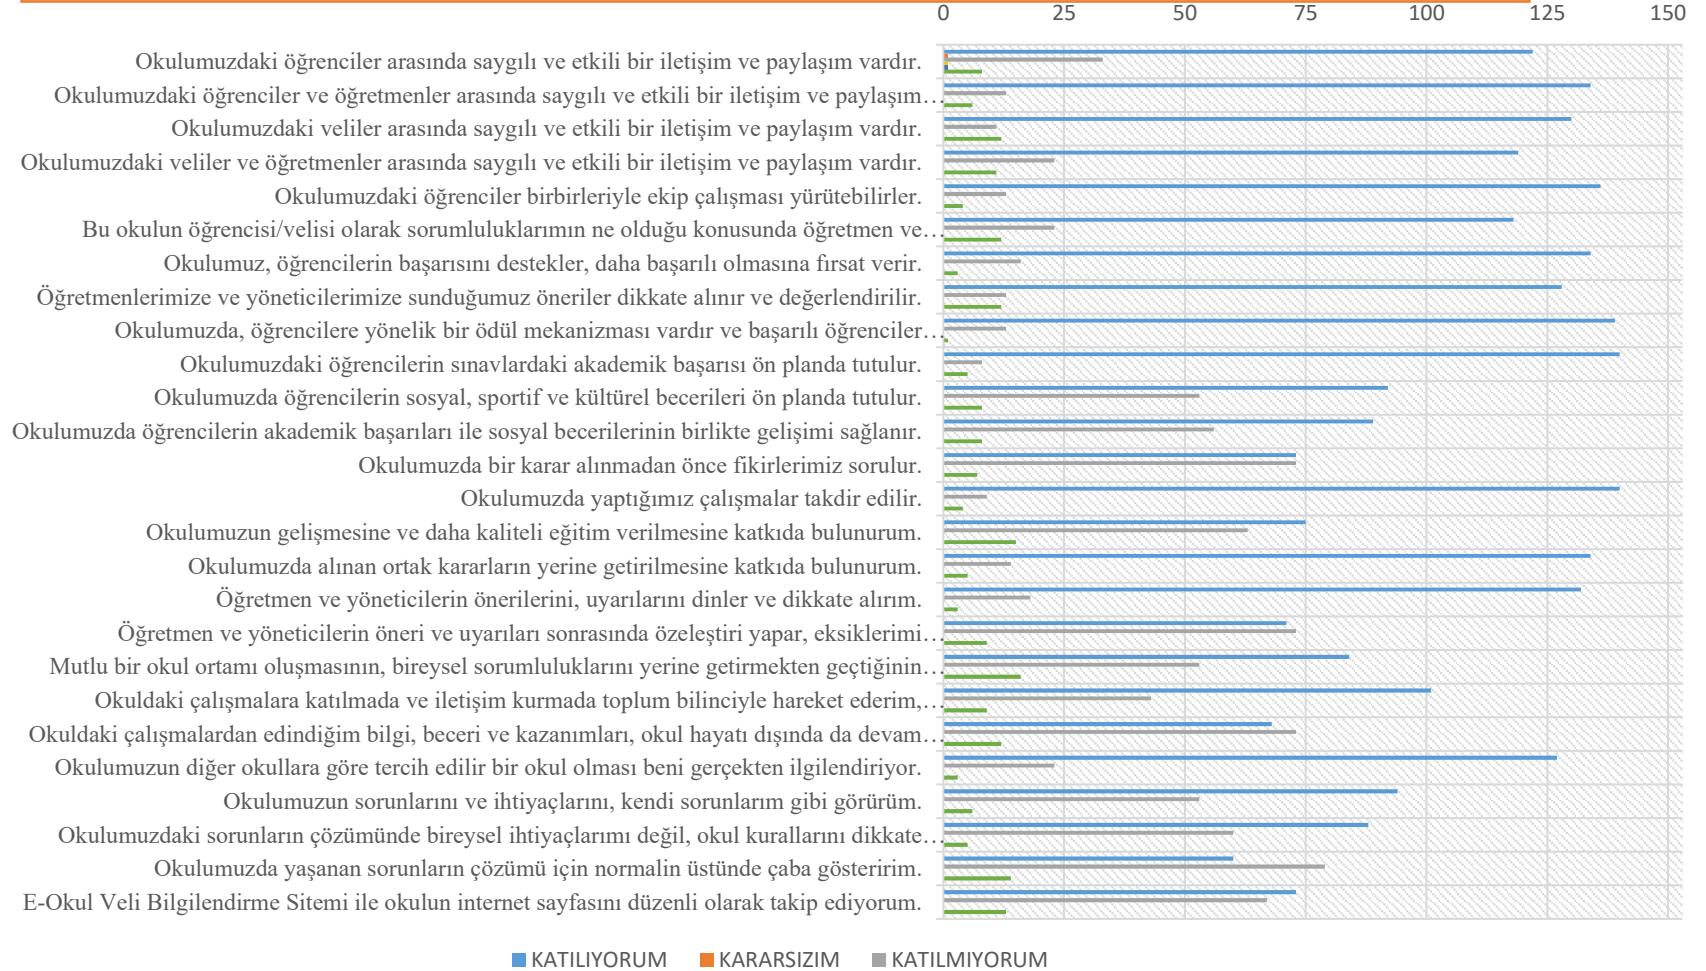 0 25 50 75 100 125 150
Okulumuzdaki öğrenciler arasında saygılı ve etkili bir iletişim ve paylaşım vardır.
Okulumuzdaki öğrenciler ve öğretmenler arasında saygılı ve etkili bir iletişim ve paylaşım…
Okulumuzdaki veliler arasında saygılı ve etkili bir iletişim ve paylaşım vardır.
Okulumuzdaki veliler ve öğretmenler arasında saygılı ve etkili bir iletişim ve paylaşım vardır.
Okulumuzdaki öğrenciler birbirleriyle ekip çalışması yürütebilirler.
Bu okulun öğrencisi/velisi olarak sorumluluklarımın ne olduğu konusunda öğretmen ve…
Okulumuz, öğrencilerin başarısını destekler, daha başarılı olmasına fırsat verir.
Öğretmenlerimize ve yöneticilerimize sunduğumuz öneriler dikkate alınır ve değerlendirilir.
Okulumuzda, öğrencilere yönelik bir ödül mekanizması vardır ve başarılı öğrenciler…
Okulumuzdaki öğrencilerin sınavlardaki akademik başarısı ön planda tutulur.
Okulumuzda öğrencilerin sosyal, sportif ve kültürel becerileri ön planda tutulur.
Okulumuzda öğrencilerin akademik başarıları ile sosyal becerilerinin birlikte gelişimi sağlanır.
Okulumuzda bir karar alınmadan önce fikirlerimiz sorulur.
Okulumuzda yaptığımız çalışmalar takdir edilir.
Okulumuzun gelişmesine ve daha kaliteli eğitim verilmesine katkıda bulunurum.
Okulumuzda alınan ortak kararların yerine getirilmesine katkıda bulunurum.
Öğretmen ve yöneticilerin önerilerini, uyarılarını dinler ve dikkate alırım.
Öğretmen ve yöneticilerin öneri ve uyarıları sonrasında özeleştiri yapar, eksiklerimi…
Mutlu bir okul ortamı oluşmasının, bireysel sorumluluklarını yerine getirmekten geçtiğinin…
Okuldaki çalışmalara katılmada ve iletişim kurmada toplum bilinciyle hareket ederim,…
Okuldaki çalışmalardan edindiğim bilgi, beceri ve kazanımları, okul hayatı dışında da devam…
Okulumuzun diğer okullara göre tercih edilir bir okul olması beni gerçekten ilgilendiriyor.
Okulumuzun sorunlarını ve ihtiyaçlarını, kendi sorunlarım gibi görürüm.
Okulumuzdaki sorunların çözümünde bireysel ihtiyaçlarımı değil, okul kurallarını dikkate…
Okulumuzda yaşanan sorunların çözümü için normalin üstünde çaba gösteririm.
E-Okul Veli Bilgilendirme Sitemi ile okulun internet sayfasını düzenli olarak takip ediyorum.
KATILIYORUM KARARSIZIM KATILMIYORUM